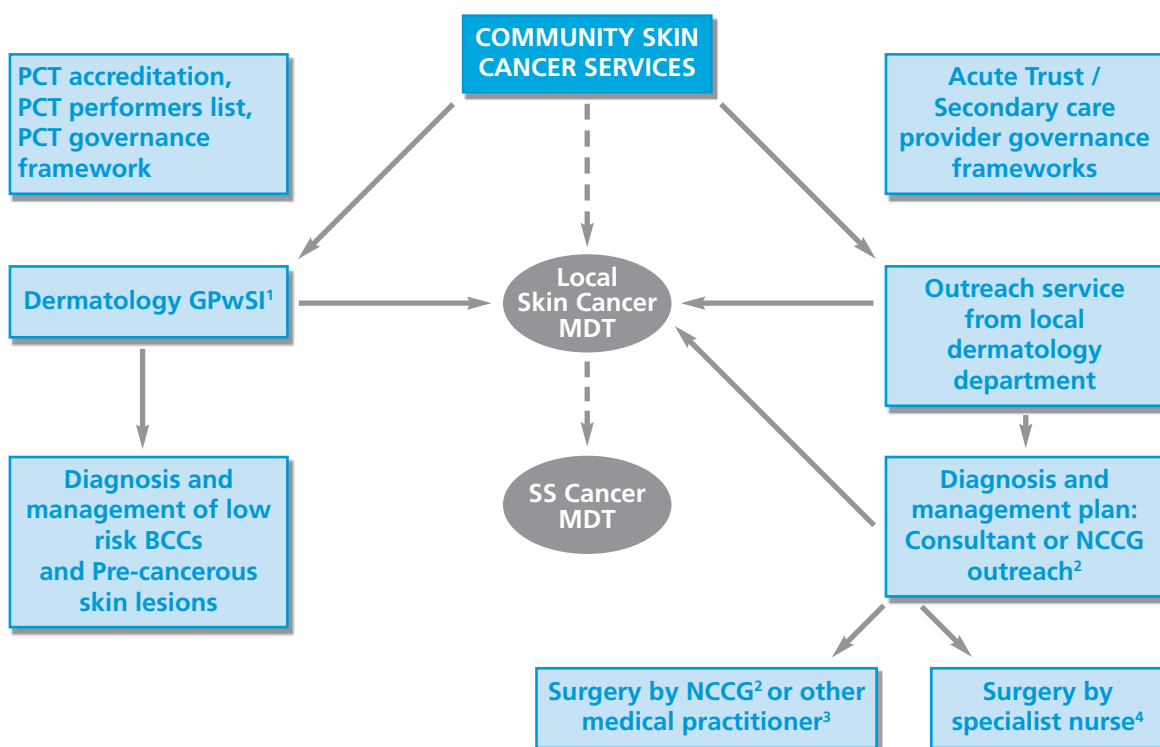 COMMUNITY SKIN
CANCER SERVICES
PCT accreditation,
PCT performers list,
PCT governance
framework
Acute Trust /
Secondary care
provider governance
frameworks
Dermatology GPwSI¹
Local
Skin Cancer
MDT
Outreach service
from local
dermatology
department
Diagnosis and
management of low
risk BCCs
and Pre-cancerous
skin lesions
SS Cancer
MDT
Diagnosis and
management plan:
Consultant or NCCG
outreach²
Surgery by NCCG² or other
medical practitioner³
Surgery by
specialist nurse⁴